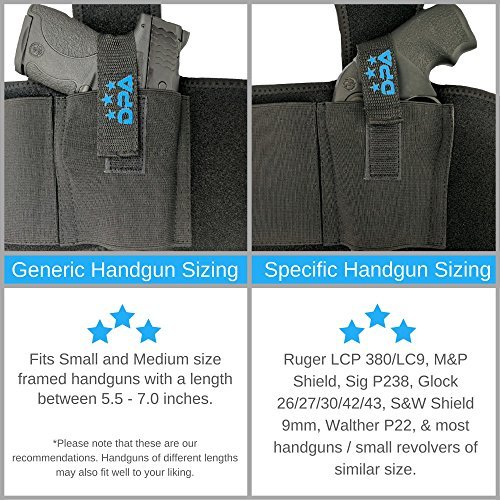 DPA
DPA
Generic Handgun Sizing
Specific Handgun Sizing
Fits Small and Medium size
framed handguns with a length
between 5.5 - 7.0 inches.
*Please note that these are our
recommendations. Handguns of different lengths
may also fit well to your liking.
Ruger LCP 380/LC9, M&P
Shield, Sig P238, Glock
26/27/30/42/43, S&W Shield
9mm, Walther P22, & most
handguns / small revolvers of
similar size.